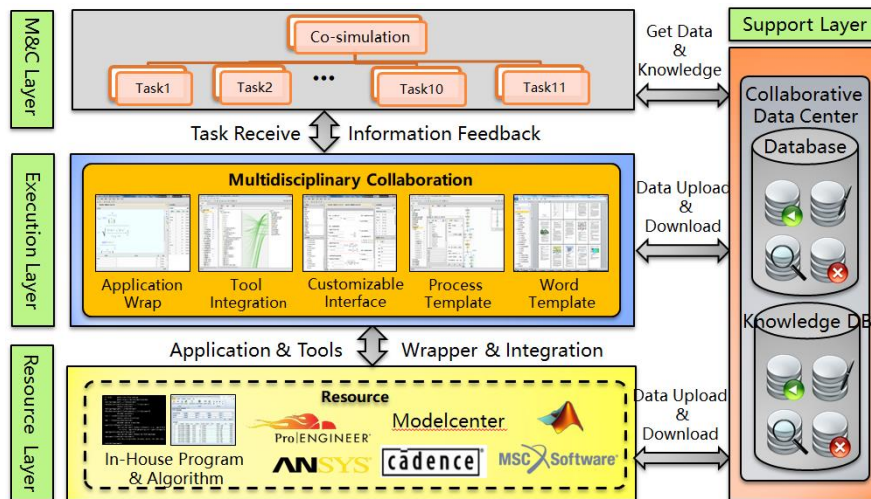 M&C Layer
Co-simulation
Task1
Task2
•••
Task10
Task11
Get Data
&
Knowledge
Support Layer
Task Receive
Information Feedback
Execution Layer
Multidisciplinary Collaboration
Application
Wrap
Tool
Integration
Customizable
Interface
Process
Template
Word
Template
Data Upload
&
Download
Collaborative
Data Center
Database
Knowledge DB
Application & Tools
Wrapper & Integration
Resource Layer
Resource
In-House Program
& Algorithm
Pro|ENGINEER
Modelcenter
ANSYS
cādence
MSC Software
Data Upload
&
Download